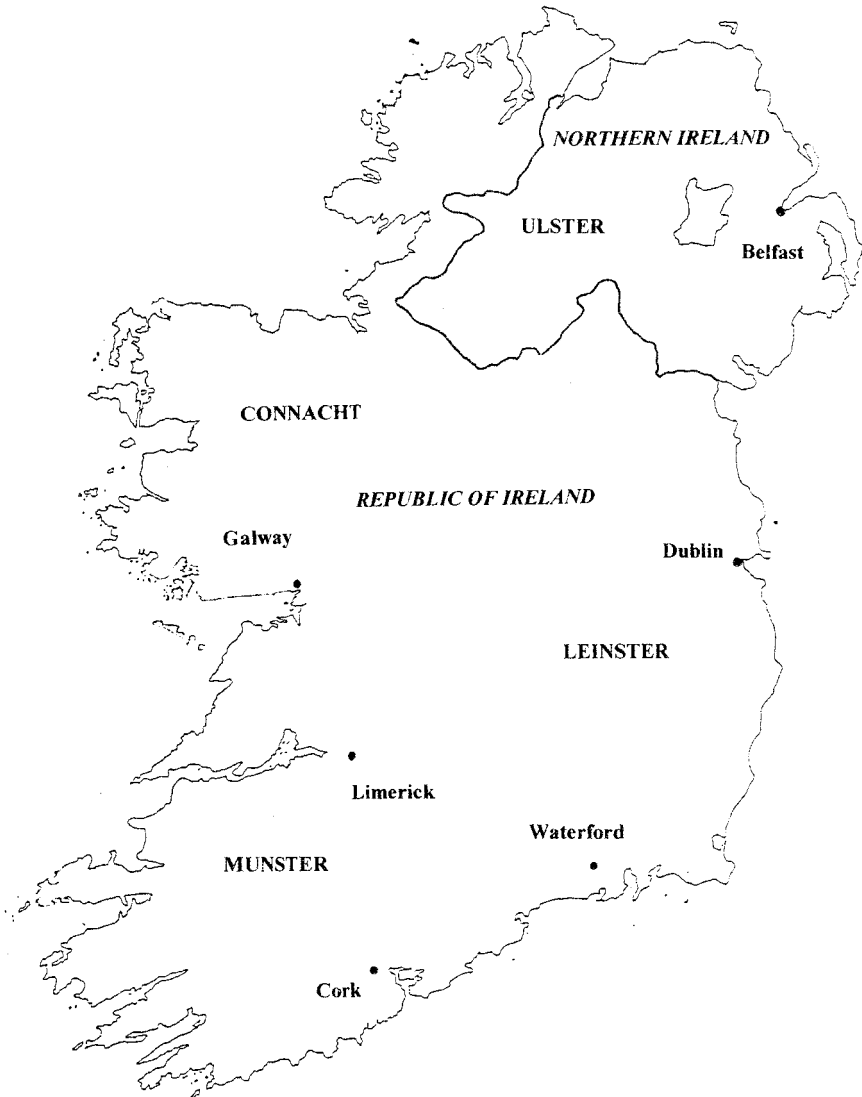 NORTHERN IRELAND
ULSTER
Belfast
CONNACHT
REPUBLIC OF IRELAND
Galway
Dublin
LEINSTER
Limerick
Waterford
MUNSTER
Cork